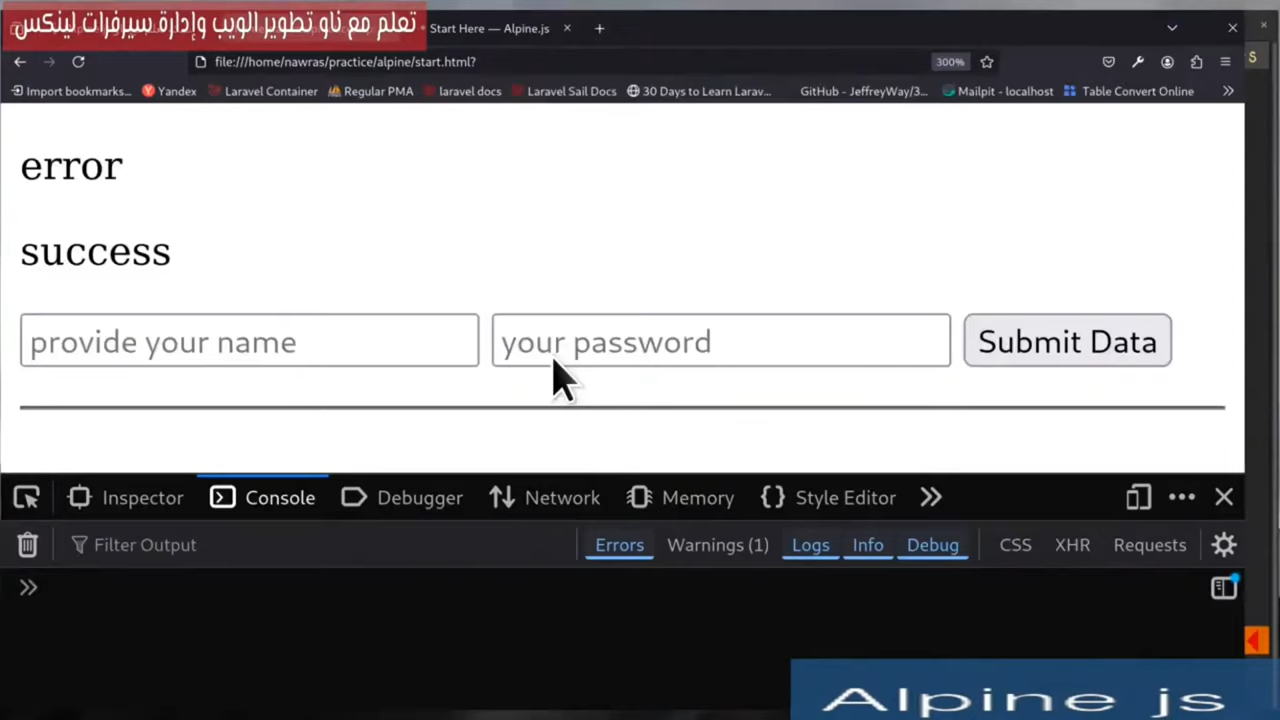 تعلم مع ناو تطوير الويب وإدارة سيرفرات لينكس
Start Here — Alpine.js
file:///home/nawras/practice/alpine/start.html?
300%
Import bookmarks...
Yandex
Laravel Container
Regular PMA
laravel docs
Laravel Sail Docs
30 Days to Learn Larav...
GitHub - JeffreyWay/3...
Mailpit - localhost
Table Convert Online
error
success
provide your name
your password
Submit Data
Inspector
Console
Debugger
Network
Memory
Style Editor
Filter Output
Errors
Warnings (1)
Logs
Info
Debug
CSS
XHR
Requests
Alpine js